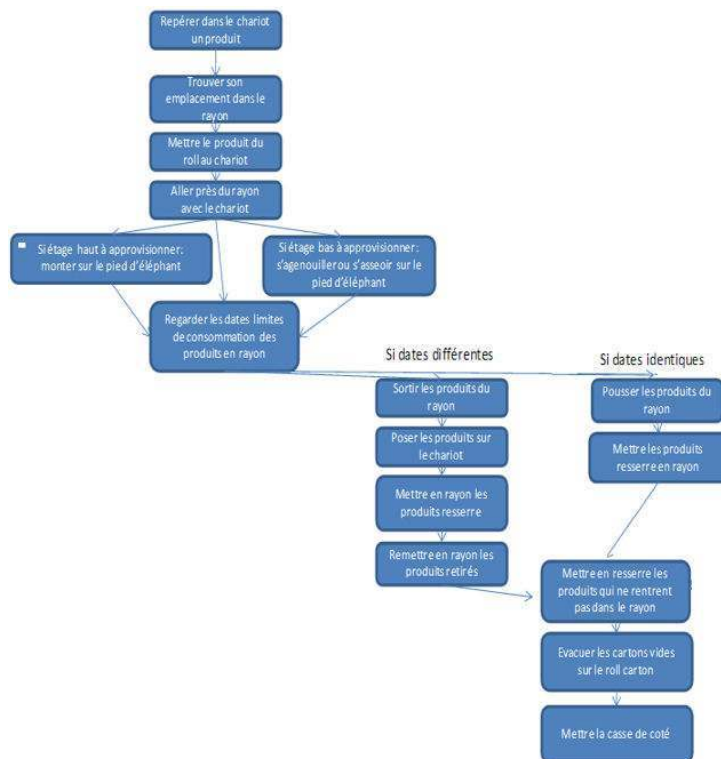 Repérer dans le chariot
un produit
Trouver son
emplacement dans le
rayon
Mettre le produit du
roll au chariot
Aller près du rayon
avec le chariot
Si étage haut à approvisionner:
monter sur le pied d'éléphant
Si étage bas à approvisionner:
s'agenouiller ou s'asseoir sur le
pied d'éléphant
Regarder les dates limites
de consommation des
produits en rayon
Si dates différentes
Sortir les produits du
rayon
Poser les produits sur
le chariot
Mettre en rayon les
produits resserre
Remettre en rayon les
produits retirés
Si dates identiques
Pousser les produits du
rayon
Mettre les produits
resserre en rayon
Mettre en resserre les
produits qui ne rentrent
pas dans le rayon
Evacuer les cartons vides
sur le roll carton
Mettre la casse de coté